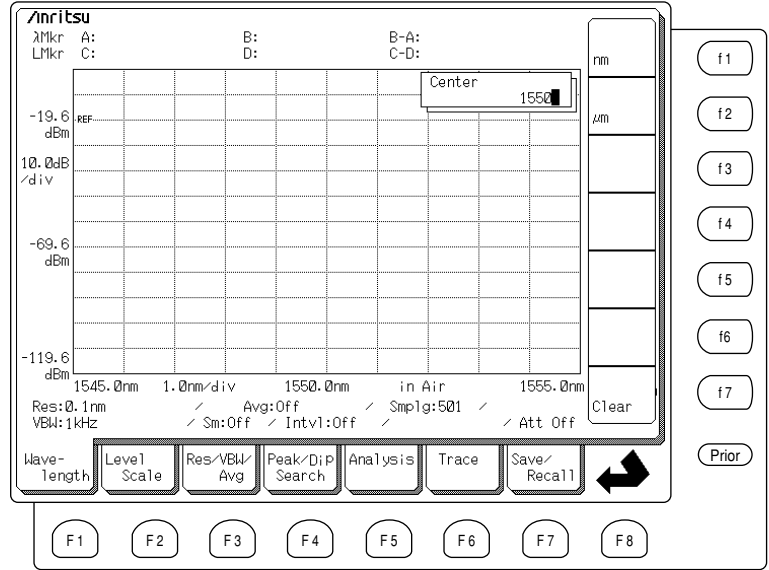 Anritsu
λMkr A: B: B-A:
LMkr C: D: C-D:
Center
1550
-19.6
dBm
REF
10.0dB
/div
-69.6
dBm
-119.6
dBm
1545.0nm 1.0nm/div 1550.0nm in Air 1555.0nm
Res:0.1nm / Avg:Off / Smplg:501 /
VBW:1kHz / Sm:Off / Intvl:Off / / Att Off
nm
µm
Clear
f1
f2
f3
f4
f5
f6
f7
Prior
Wave-
length
Level
Scale
Res/VBW/
Avg
Peak/Dip
Search
Analysis
Trace
Save/
Recall
F1 F2 F3 F4 F5 F6 F7 F8